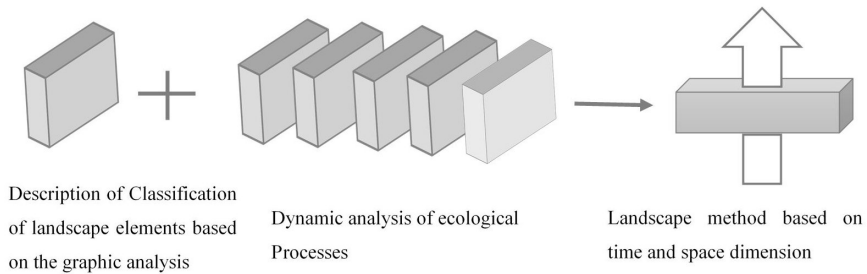 Description of Classification
of landscape elements based
on the graphic analysis
Dynamic analysis of ecological
Processes
Landscape method based on
time and space dimension